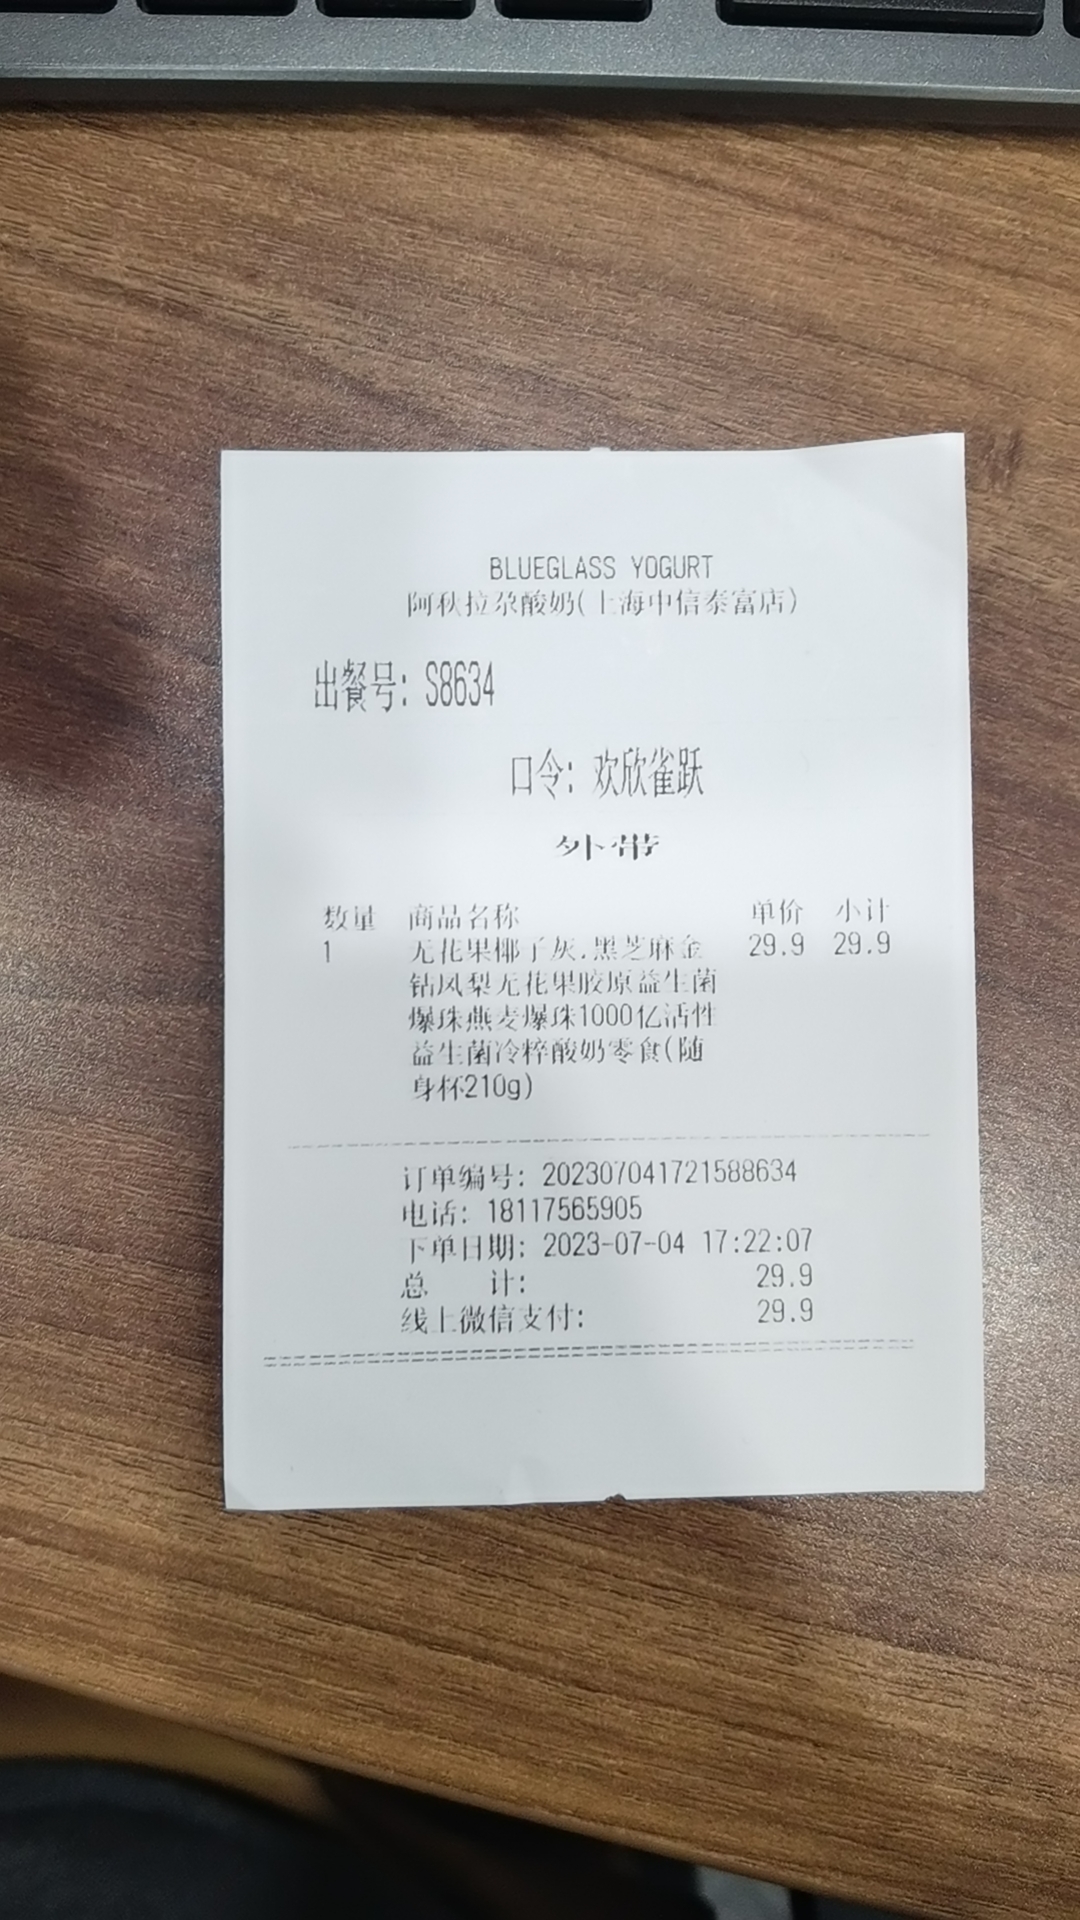 BLUEGLASS YOGURT
阿秋拉尕酸奶(上海中信泰富店)
出餐号: S8634
口令: 欢欣雀跃
外带
数量 商品名称 单价 小计
1 无花果椰子灰.黑芝麻金 29.9 29.9
钻凤梨无花果胶原益生菌
爆珠燕麦爆珠1000亿活性
益生菌冷粹酸奶零食(随
身杯210g)
订单编号: 202307041721588634
电话: 18117565905
下单日期: 2023-07-04 17:22:07
总 计: 29.9
线上微信支付: 29.9